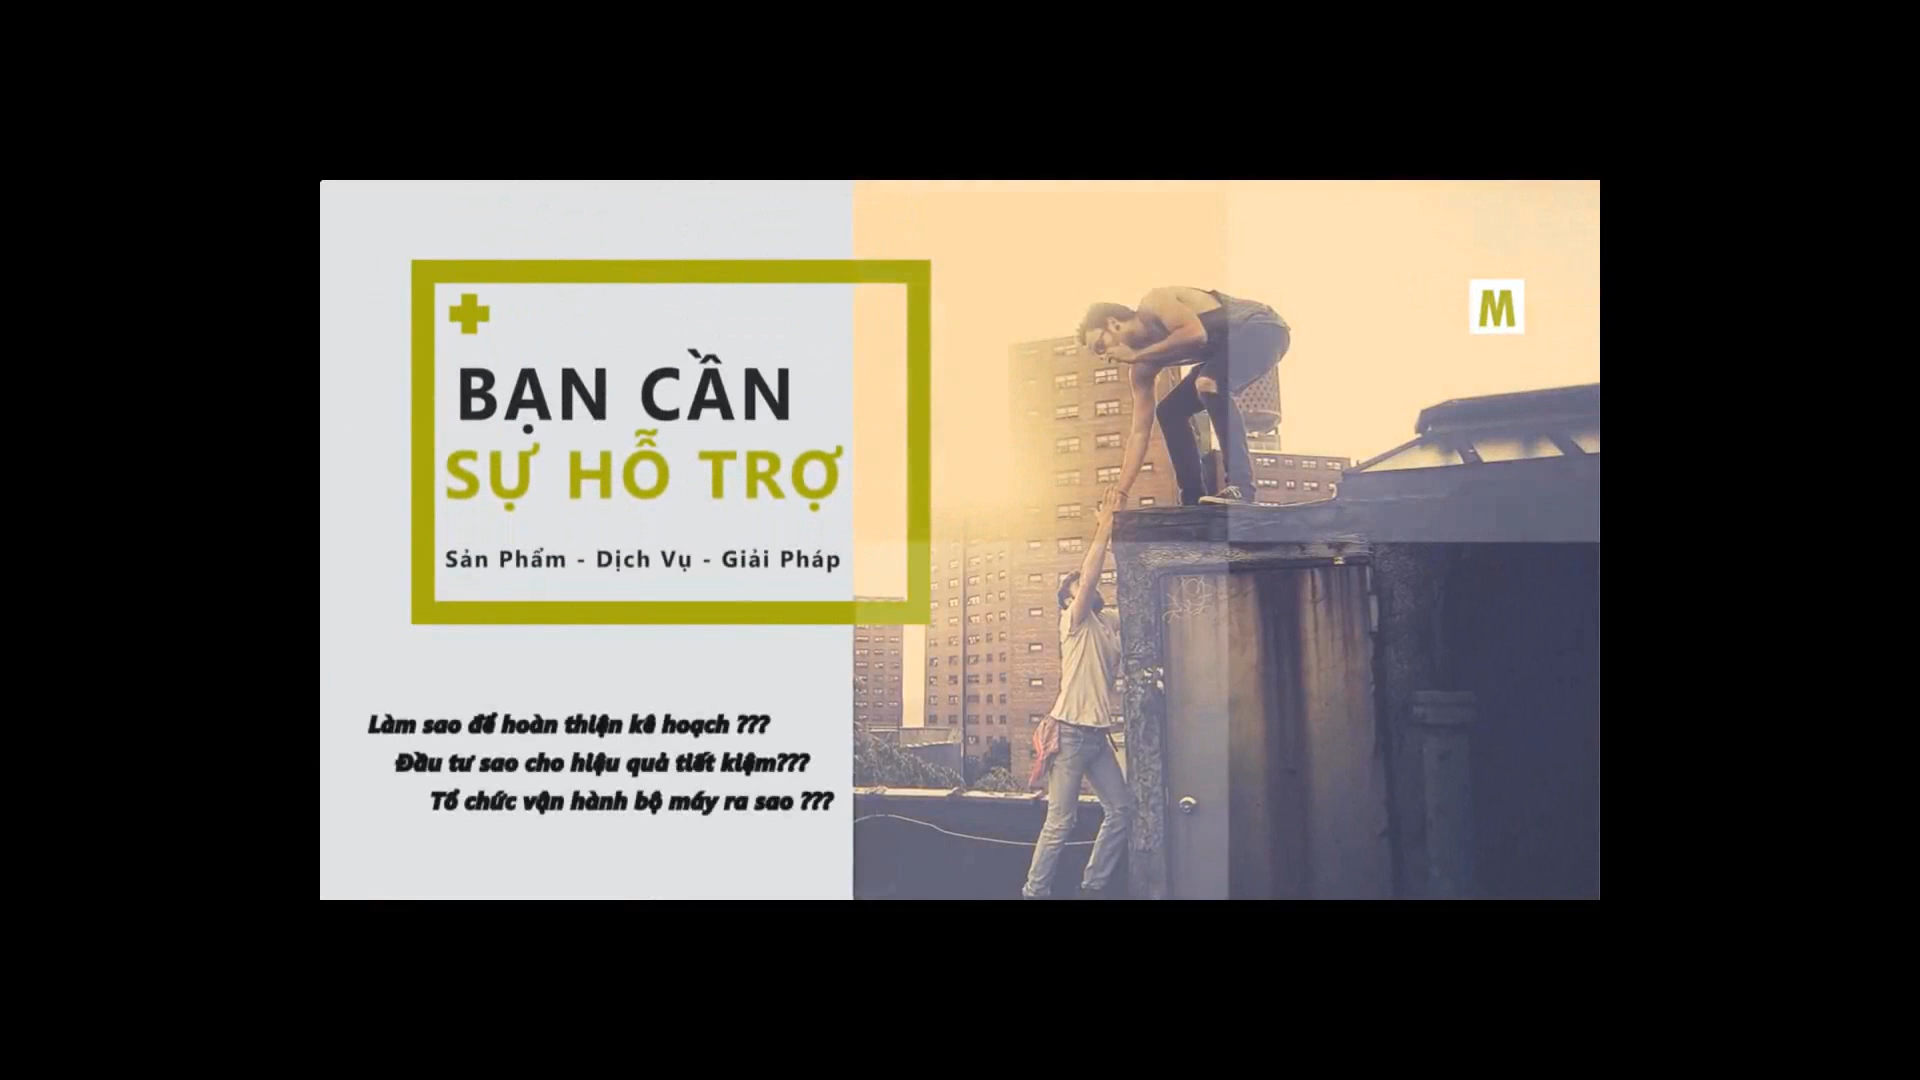 BẠN CẦN
SỰ HỖ TRỢ
Sản Phẩm - Dịch Vụ - Giải Pháp
M
Làm sao để hoàn thiện kê hoạch ???
Đầu tư sao cho hiệu quả tiết kiệm???
Tổ chức vận hành bộ máy ra sao ???